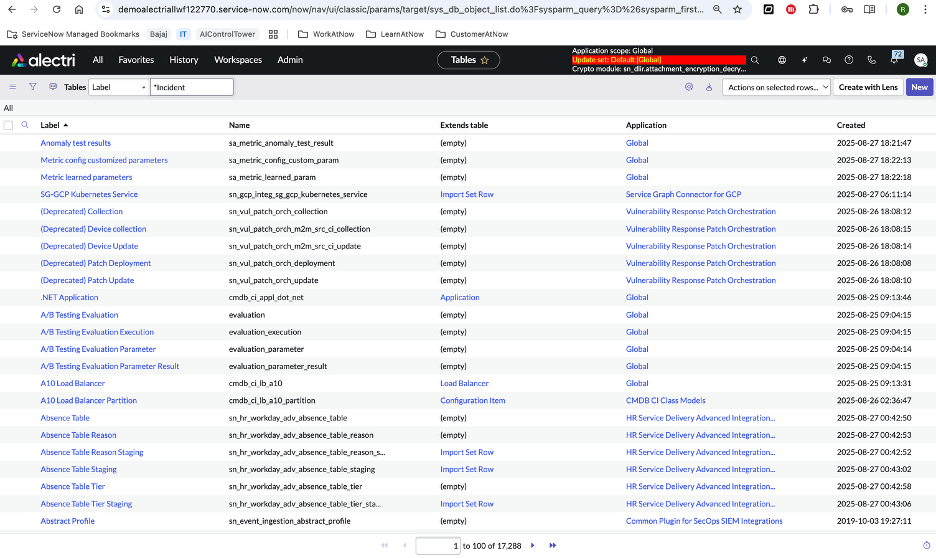 demoalectriallwf122770.service-now.com/now/nav/ui/classic/params/target/sys_db_object_list.do%3Fsysparm_query%3D%26sysparm_first...
R
ServiceNow Managed Bookmarks Bajaj IT AIControlTower WorkAtNow LearnAtNow CustomerAtNow
alectri All Favorites History Workspaces Admin Tables
Application scope: Global
Update set: Default [Global]
Crypto module: sn_dlir.attachment_encryption_decry...
72
SA
Tables Label *Incident Actions on selected rows... Create with Lens New
All
Label Name Extends table Application Created
Anomaly test results sa_metric_anomaly_test_result (empty) Global 2025-08-27 18:21:47
Metric config customized parameters sa_metric_config_custom_param (empty) Global 2025-08-27 18:22:13
Metric learned parameters sa_metric_learned_param (empty) Global 2025-08-27 18:22:18
SG-GCP Kubernetes Service sn_gcp_integ_sg_gcp_kubernetes_service Import Set Row Service Graph Connector for GCP 2025-08-27 06:11:14
(Deprecated) Collection sn_vul_patch_orch_collection (empty) Vulnerability Response Patch Orchestration 2025-08-26 18:08:12
(Deprecated) Device collection sn_vul_patch_orch_m2m_src_ci_collection (empty) Vulnerability Response Patch Orchestration 2025-08-26 18:08:15
(Deprecated) Device Update sn_vul_patch_orch_m2m_src_ci_update (empty) Vulnerability Response Patch Orchestration 2025-08-26 18:08:14
(Deprecated) Patch Deployment sn_vul_patch_orch_deployment (empty) Vulnerability Response Patch Orchestration 2025-08-26 18:08:08
(Deprecated) Patch Update sn_vul_patch_orch_update (empty) Vulnerability Response Patch Orchestration 2025-08-26 18:08:10
.NET Application cmdb_ci_appl_dot_net Application Global 2025-08-25 09:13:46
A/B Testing Evaluation evaluation (empty) Global 2025-08-25 09:04:15
A/B Testing Evaluation Execution evaluation_execution (empty) Global 2025-08-25 09:04:15
A/B Testing Evaluation Parameter evaluation_parameter (empty) Global 2025-08-25 09:04:14
A/B Testing Evaluation Parameter Result evaluation_parameter_result (empty) Global 2025-08-25 09:04:15
A10 Load Balancer cmdb_ci_lb_a10 Load Balancer Global 2025-08-25 09:13:31
A10 Load Balancer Partition cmdb_ci_lb_a10_partition Configuration Item CMDB CI Class Models 2025-08-26 02:36:47
Absence Table sn_hr_workday_adv_absence_table (empty) HR Service Delivery Advanced Integration... 2025-08-27 00:42:50
Absence Table Reason sn_hr_workday_adv_absence_table_reason (empty) HR Service Delivery Advanced Integration... 2025-08-27 00:42:53
Absence Table Reason Staging sn_hr_workday_adv_absence_table_reason_s... Import Set Row HR Service Delivery Advanced Integration... 2025-08-27 00:42:52
Absence Table Staging sn_hr_workday_adv_absence_table_staging Import Set Row HR Service Delivery Advanced Integration... 2025-08-27 00:43:02
Absence Table Tier sn_hr_workday_adv_absence_table_tier (empty) HR Service Delivery Advanced Integration... 2025-08-27 00:42:58
Absence Table Tier Staging sn_hr_workday_adv_absence_table_tier_sta... Import Set Row HR Service Delivery Advanced Integration... 2025-08-27 00:43:06
Abstract Profile sn_event_ingestion_abstract_profile (empty) Common Plugin for SecOps SIEM Integrations 2019-10-03 19:27:11
1 to 100 of 17,288